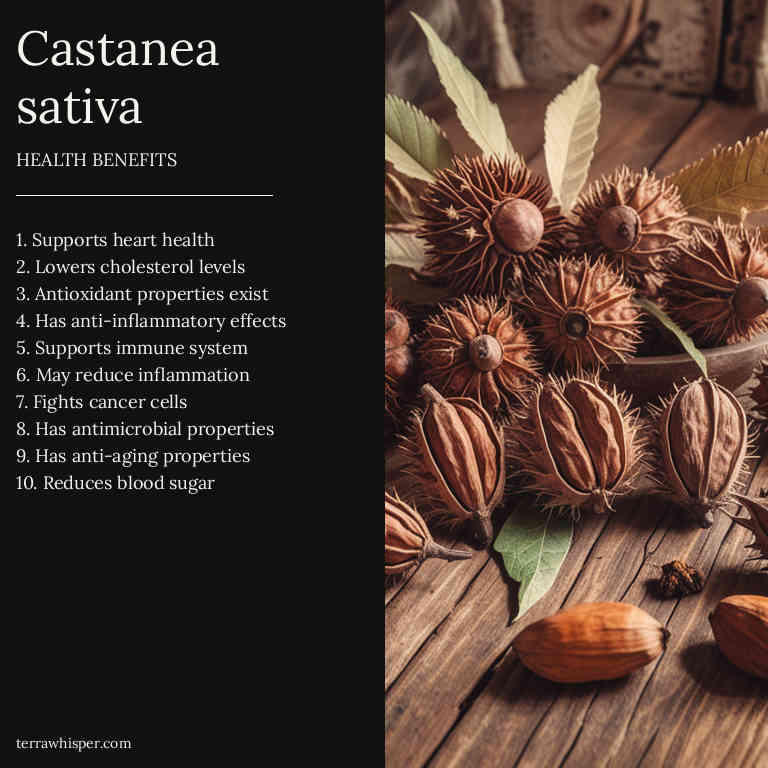 Castanea
sativa
HEALTH BENEFITS
1. Supports heart health
2. Lowers cholesterol levels
3. Antioxidant properties exist
4. Has anti-inflammatory effects
5. Supports immune system
6. May reduce inflammation
7. Fights cancer cells
8. Has antimicrobial properties
9. Has anti-aging properties
10. Reduces blood sugar
terrawhisper.com